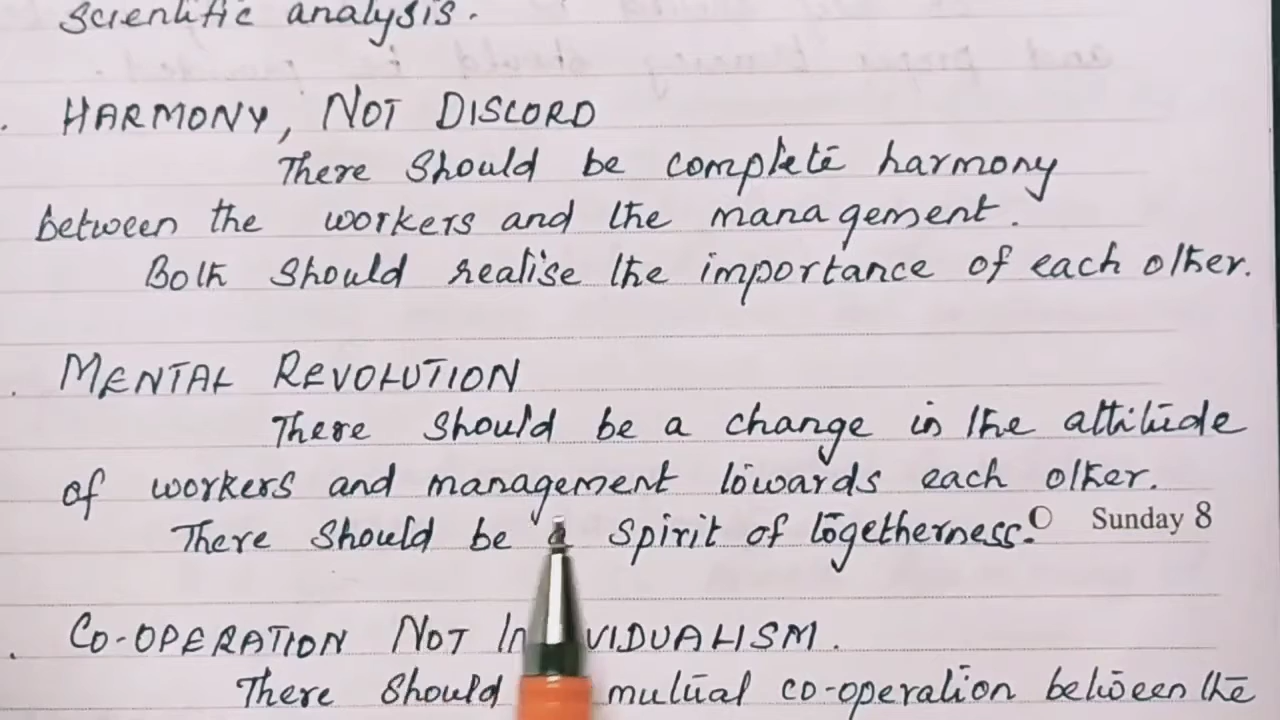 scientific analysis.
. HARMONY, NOT DISCORD
There should be complete harmony
between the workers and the management.
Both should realise the importance of each other.
. MENTAL REVOLUTION
There should be a change in the attitude
of workers and management towards each other.
There should be a spirit of togetherness.
Sunday 8
. CO-OPERATION NOT INDIVIDUALISM.
There should mutual co-operation between the